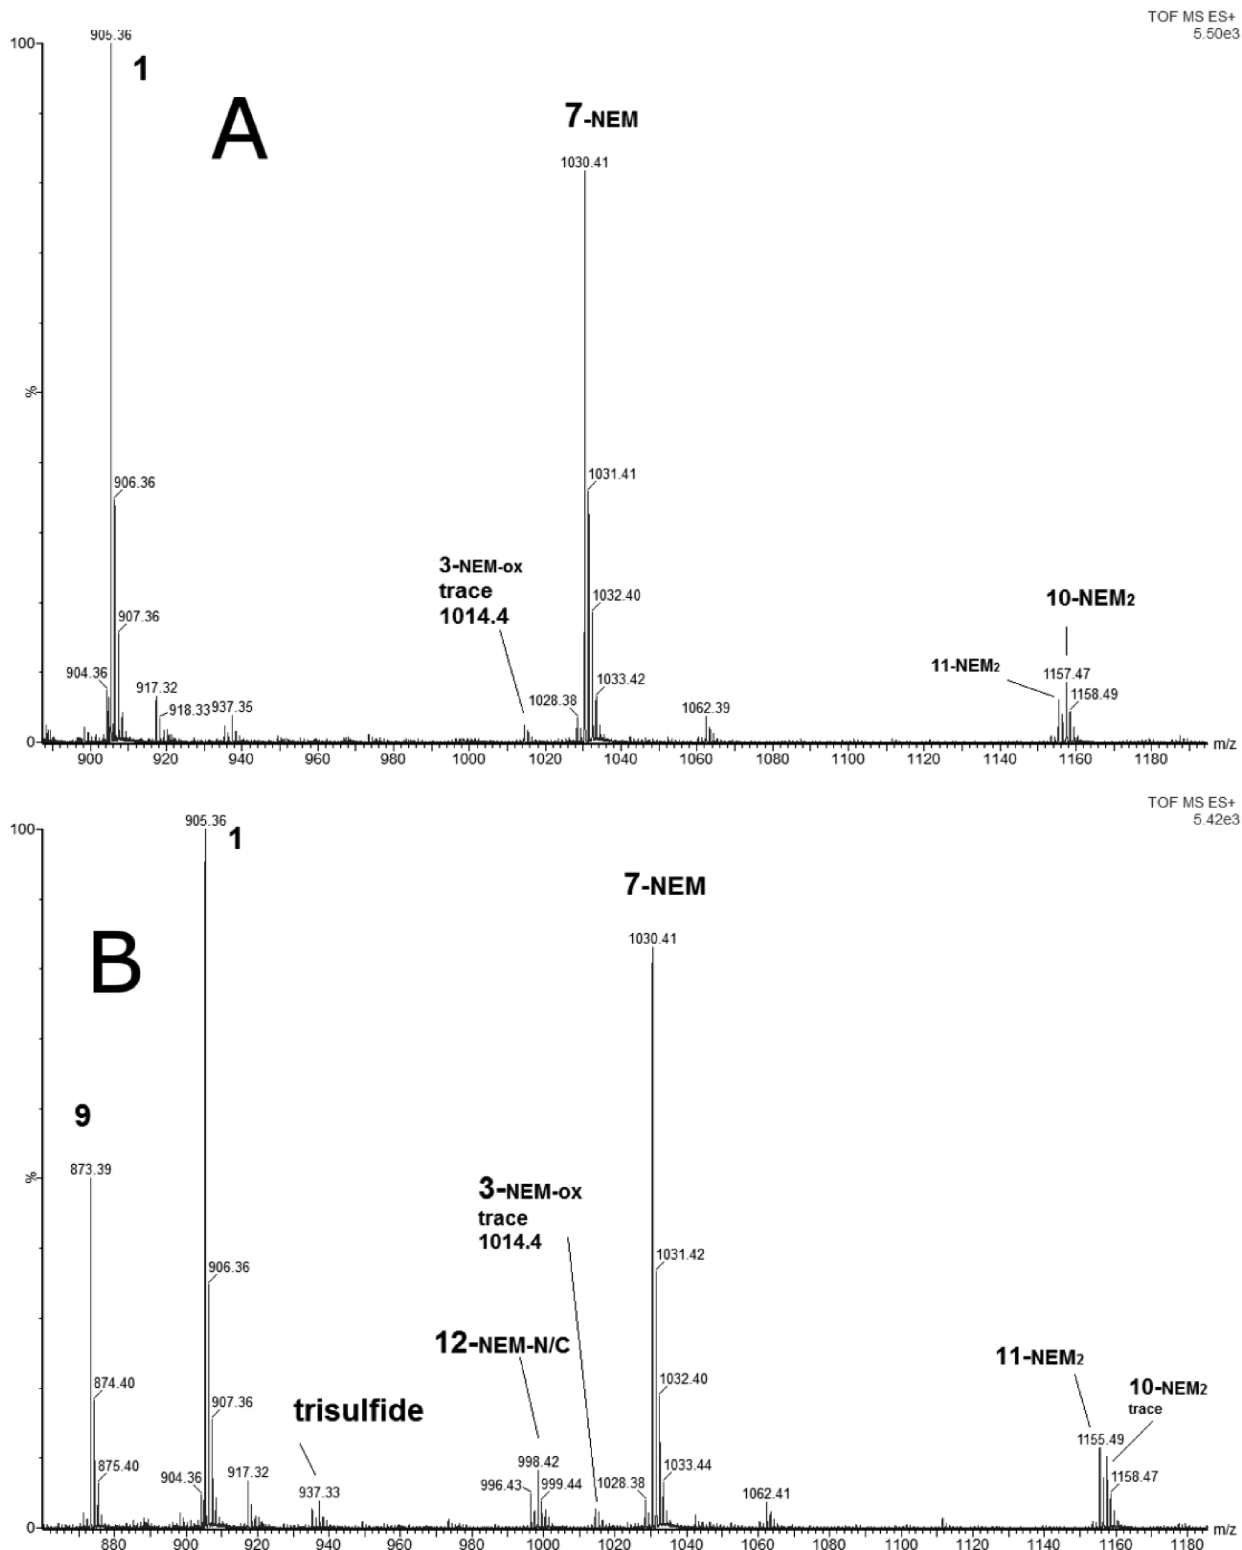 TOF MS ES+
5.50e3
905.36
100
1
A
7-NEM
1030.41
%
906.36
1031.41
3-NEM-ox
trace
1014.4
1032.40
10-NEM2
907.36
11-NEM2
904.36
917.32
918.33
937.35
1028.38
1033.42
1062.39
1157.47
1158.49
0
900 920 940 960 980 1000 1020 1040 1060 1080 1100 1120 1140 1160 1180 m/z
TOF MS ES+
5.42e3
905.36
100
1
7-NEM
B
1030.41
9
873.39
%
3-NEM-ox
trace
1014.4
906.36
1031.42
12-NEM-N/C
11-NEM2
874.40
907.36
trisulfide
1032.40
10-NEM2
trace
1155.49
875.40
904.36
917.32
937.33
998.42
996.43
999.44
1028.38
1033.44
1062.41
1158.47
0
880 900 920 940 960 980 1000 1020 1040 1060 1080 1100 1120 1140 1160 1180 m/z